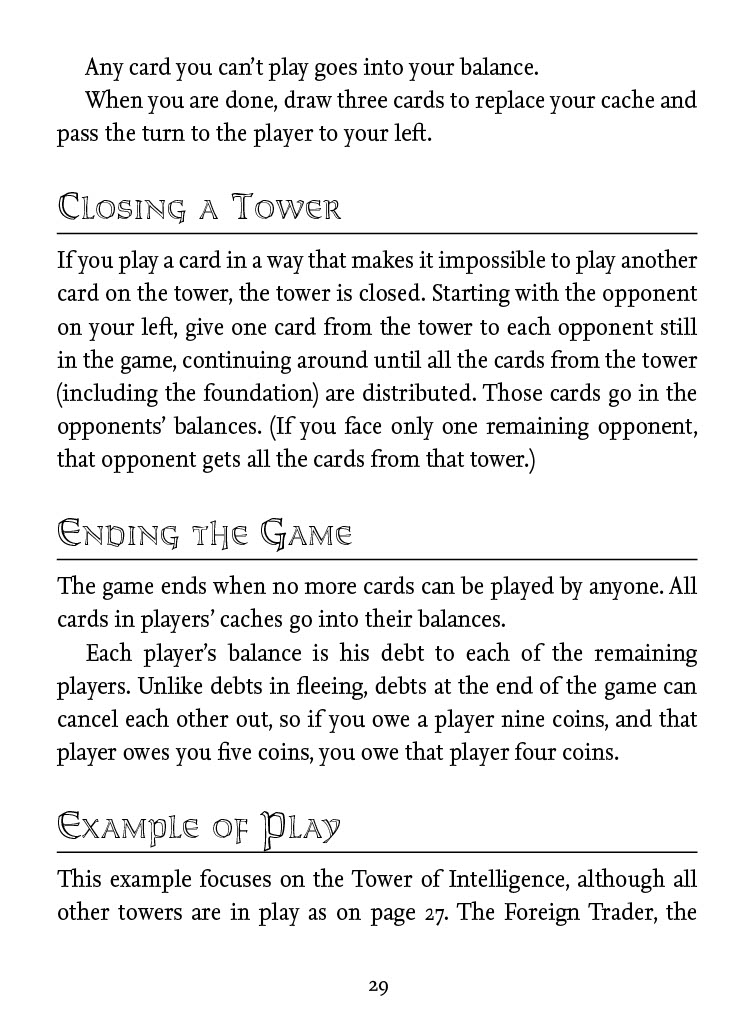 Any card you can’t play goes into your balance.
When you are done, draw three cards to replace your cache and
pass the turn to the player to your left.
Closing a Tower
If you play a card in a way that makes it impossible to play another
card on the tower, the tower is closed. Starting with the opponent
on your left, give one card from the tower to each opponent still
in the game, continuing around until all the cards from the tower
(including the foundation) are distributed. Those cards go in the
opponents’ balances. (If you face only one remaining opponent,
that opponent gets all the cards from that tower.)
Ending the Game
The game ends when no more cards can be played by anyone. All
cards in players’ caches go into their balances.
Each player’s balance is his debt to each of the remaining
players. Unlike debts in fleeing, debts at the end of the game can
cancel each other out, so if you owe a player nine coins, and that
player owes you five coins, you owe that player four coins.
Example of Play
This example focuses on the Tower of Intelligence, although all
other towers are in play as on page 27. The Foreign Trader, the
29